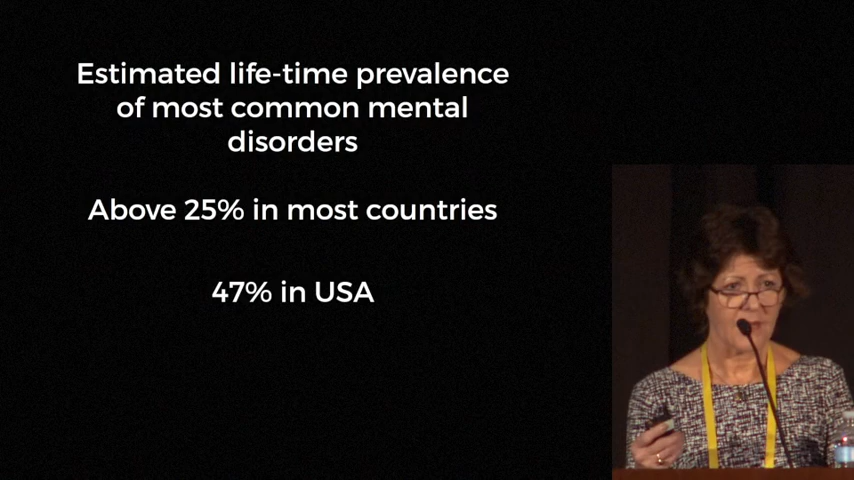 Estimated life-time prevalence
of most common mental
disorders
Above 25% in most countries
47% in USA